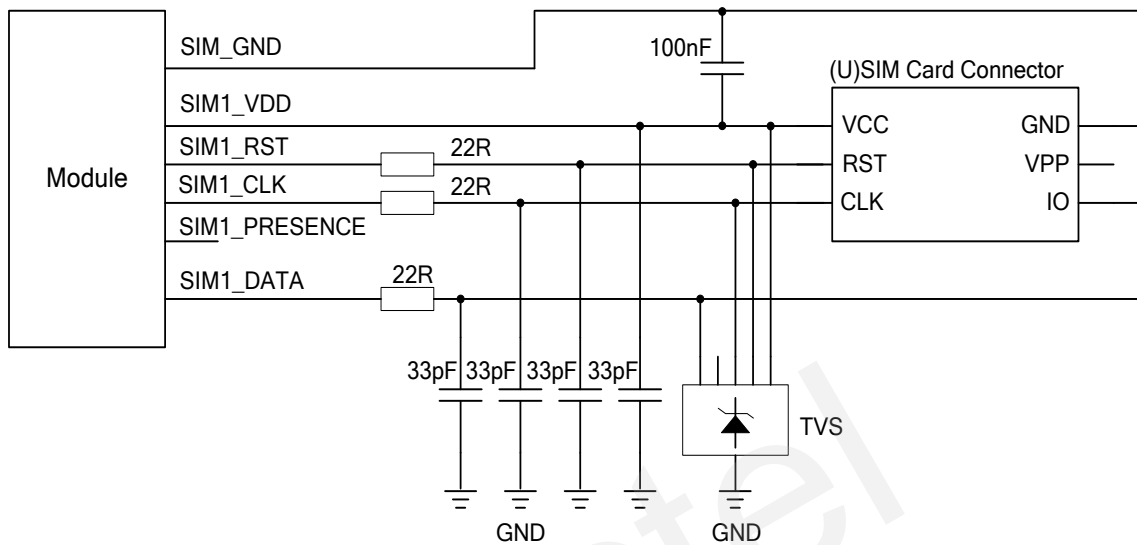 SIM_GND
100nF
(U)SIM Card Connector
SIM1_VDD
VCC
GND
SIM1_RST
22R
RST
VPP
Module
SIM1_CLK
22R
CLK
IO
SIM1_PRESENCE
SIM1_DATA
22R
33pF
33pF
33pF
33pF
TVS
GND
GND